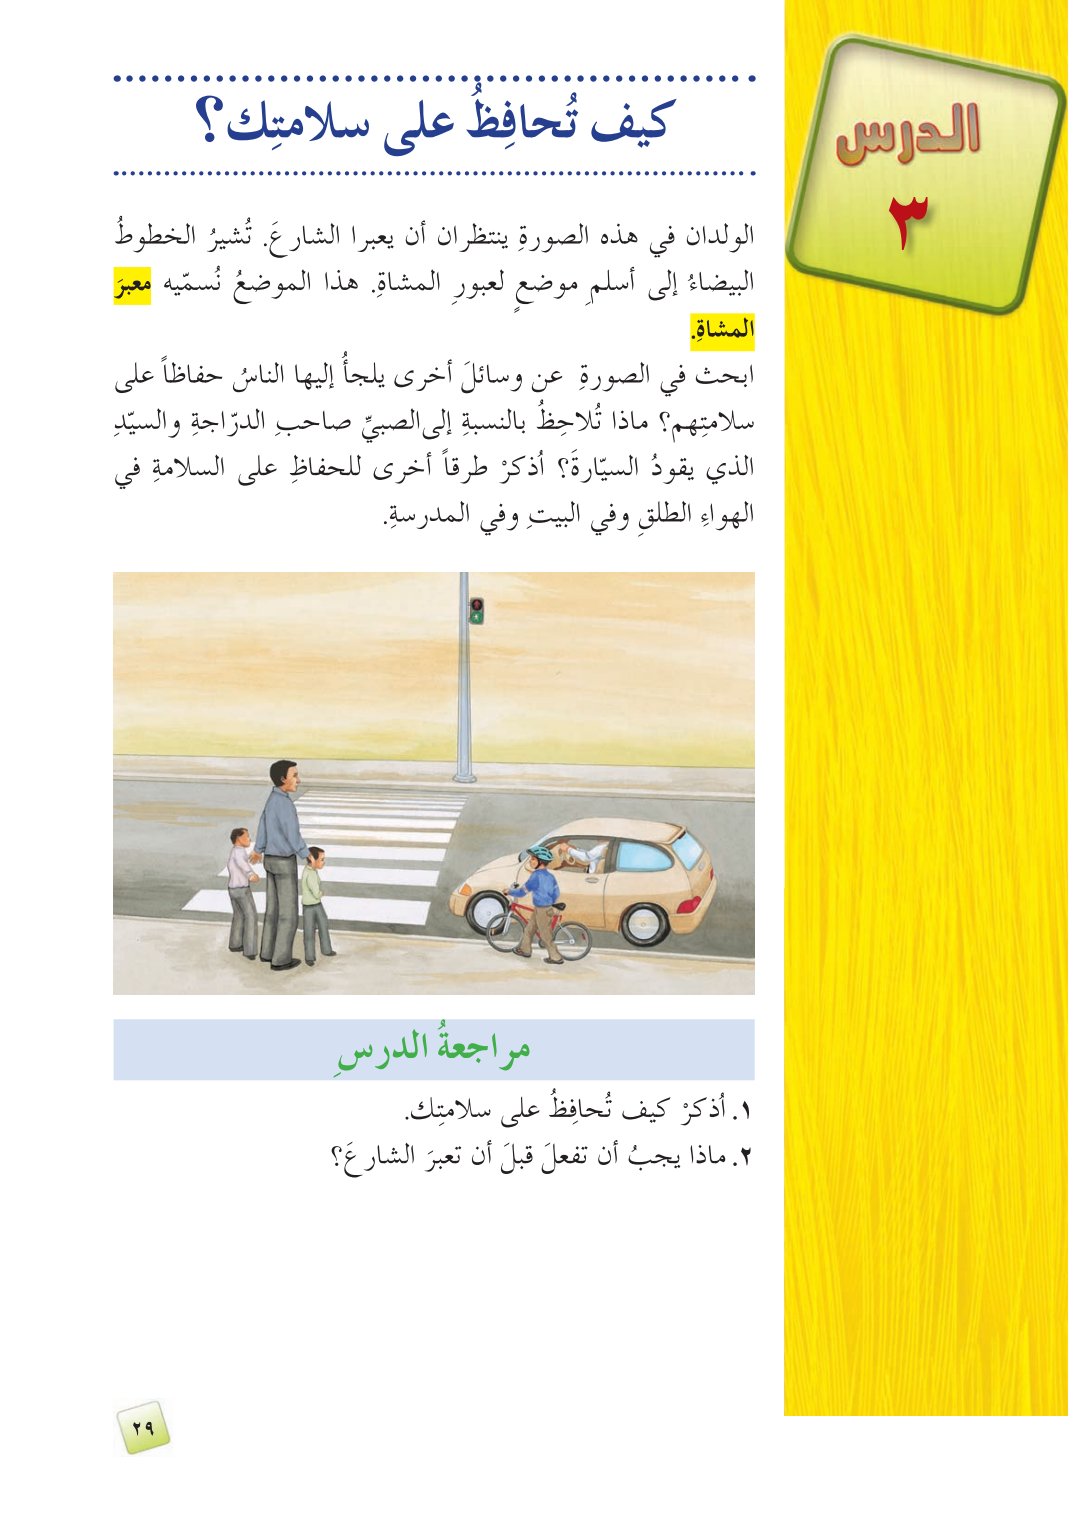 الدرس
٣
كيف تُحافِظُ على سلامتِك؟
الولدان في هذه الصورةِ ينتظران أن يعبرا الشارعَ. تُشيرُ الخطوطُ
البيضاءُ إلى أسلمِ موضعٍ لعبورِ المشاةِ. هذا الموضعُ نُسمّيه معبرَ
المشاةِ.
ابحث في الصورةِ عن وسائلَ أخرى يلجأُ إليها الناسُ حفاظاً على
سلامتِهم؟ ماذا تُلاحِظُ بالنسبةِ إلى الصبيِّ صاحبِ الدرّاجةِ والسيّدِ
الذي يقودُ السيّارةَ؟ اُذكرْ طرقاً أخرى للحفاظِ على السلامةِ في
الهواءِ الطلقِ وفي البيتِ وفي المدرسةِ.
مراجعةُ الدرسِ
١. اُذكرْ كيف تُحافِظُ على سلامتِك.
٢. ماذا يجبُ أن تفعلَ قبلَ أن تعبرَ الشارعَ؟
٢٩